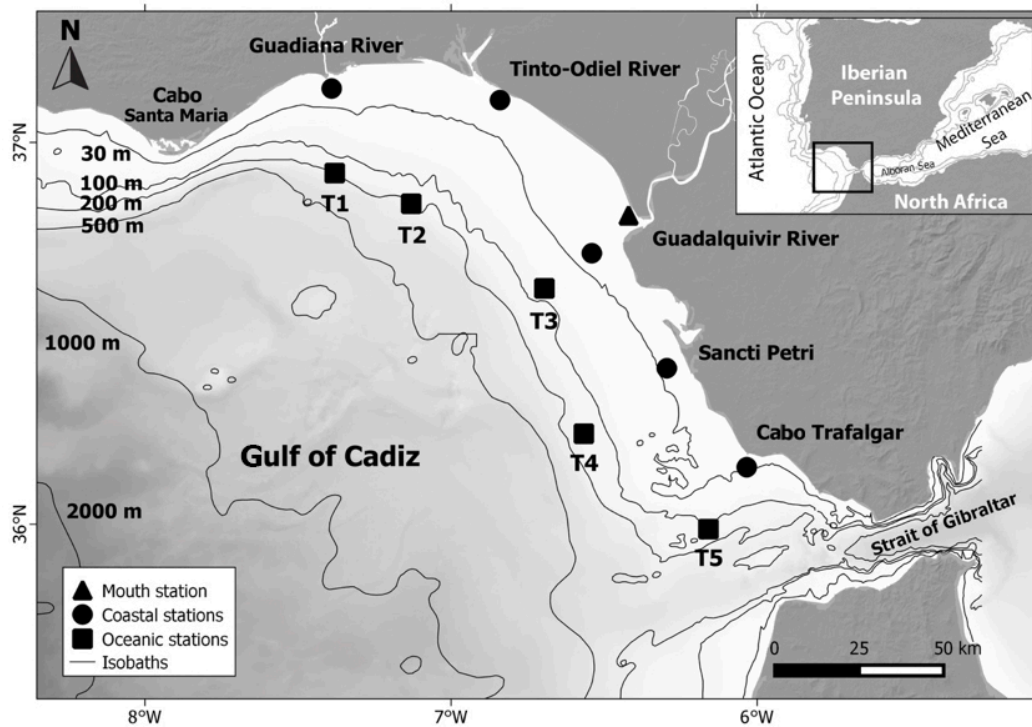 N
Guadiana River
Tinto-Odiel River
Cabo
Santa Maria
Atlantic Ocean
Iberian
Peninsula
Mediterranean
Sea
Alboran Sea
North Africa
37°N
30 m
100 m
200 m
500 m
T1
T2
Guadalquivir River
T3
1000 m
Sancti Petri
Cabo Trafalgar
Gulf of Cadiz
T4
2000 m
36°N
Strait of Gibraltar
T5
Mouth station
Coastal stations
Oceanic stations
Isobaths
0
25
50 km
8°W
7°W
6°W